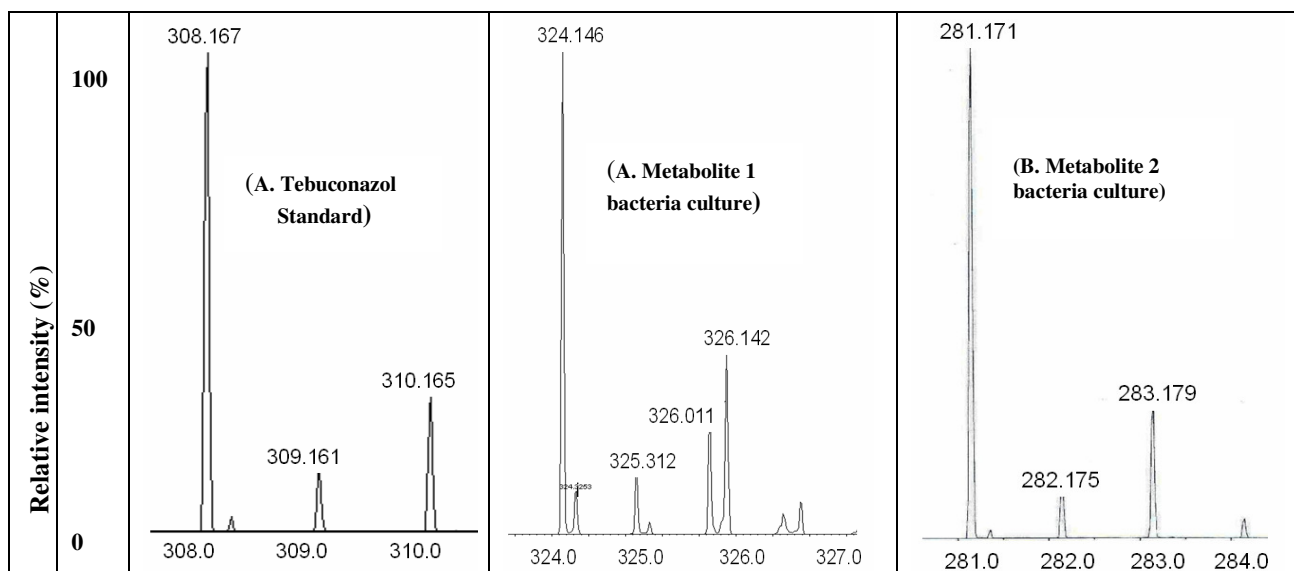 Relative intensity (%)
100
50
0
308.167
(A. Tebuconazol
Standard)
310.165
309.161
308.0 309.0 310.0
324.146
(A. Metabolite 1
bacteria culture)
326.142
326.011
325.312
324.3253
324.0 325.0 326.0 327.0
281.171
(B. Metabolite 2
bacteria culture)
283.179
282.175
281.0 282.0 283.0 284.0